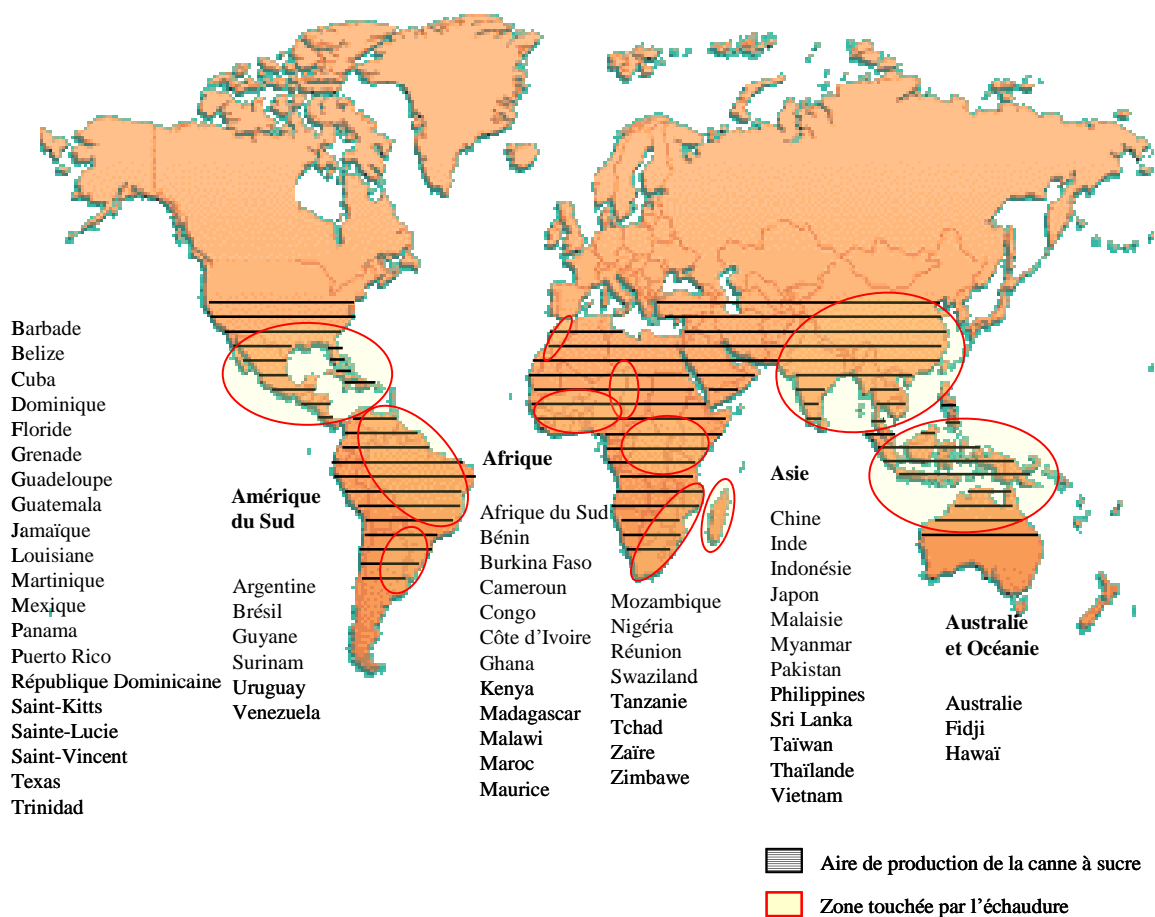 Barbade
Belize
Cuba
Dominique
Floride
Grenade
Guadeloupe
Guatemala
Jamaïque
Louisiane
Martinique
Mexique
Panama
Puerto Rico
République Dominicaine
Saint-Kitts
Sainte-Lucie
Saint-Vincent
Texas
Trinidad
Amérique
du Sud
Argentine
Brésil
Guyane
Surinam
Uruguay
Venezuela
Afrique
Afrique du Sud
Bénin
Burkina Faso
Cameroun
Congo
Côte d'Ivoire
Ghana
Kenya
Madagascar
Malawi
Maroc
Maurice
Mozambique
Nigéria
Réunion
Swaziland
Tanzanie
Tchad
Zaïre
Zimbawe
Asie
Chine
Inde
Indonésie
Japon
Malaisie
Myanmar
Pakistan
Philippines
Sri Lanka
Taïwan
Thaïlande
Vietnam
Australie
et Océanie
Australie
Fidji
Hawaï
Aire de production de la canne à sucre
Zone touchée par l'échaudure